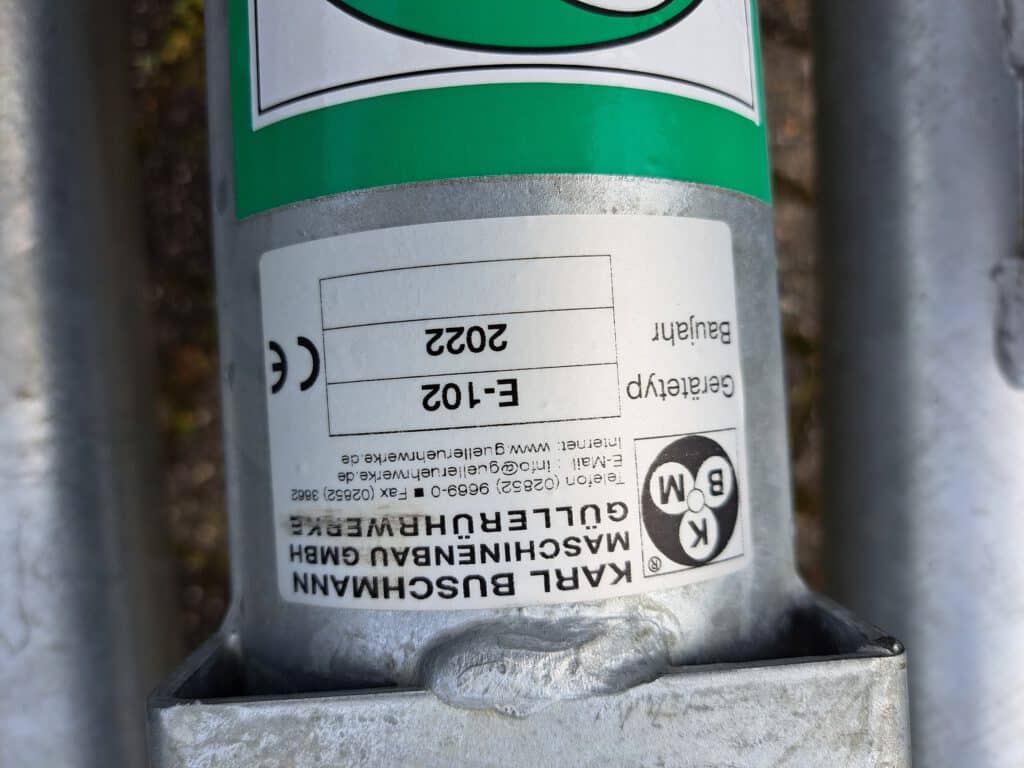 KBM
®
KARL BUSCHMANN
MASCHINENBAU GMBH
GÜLLERÜHRWERKE
Telefon (02852) 9669-0 ■ Fax (02852) 3862
E-Mail : info@guelleruehrwerke.de
Internet: www.guelleruehrwerke.de
Gerätetyp E-102
Baujahr 2022
CE